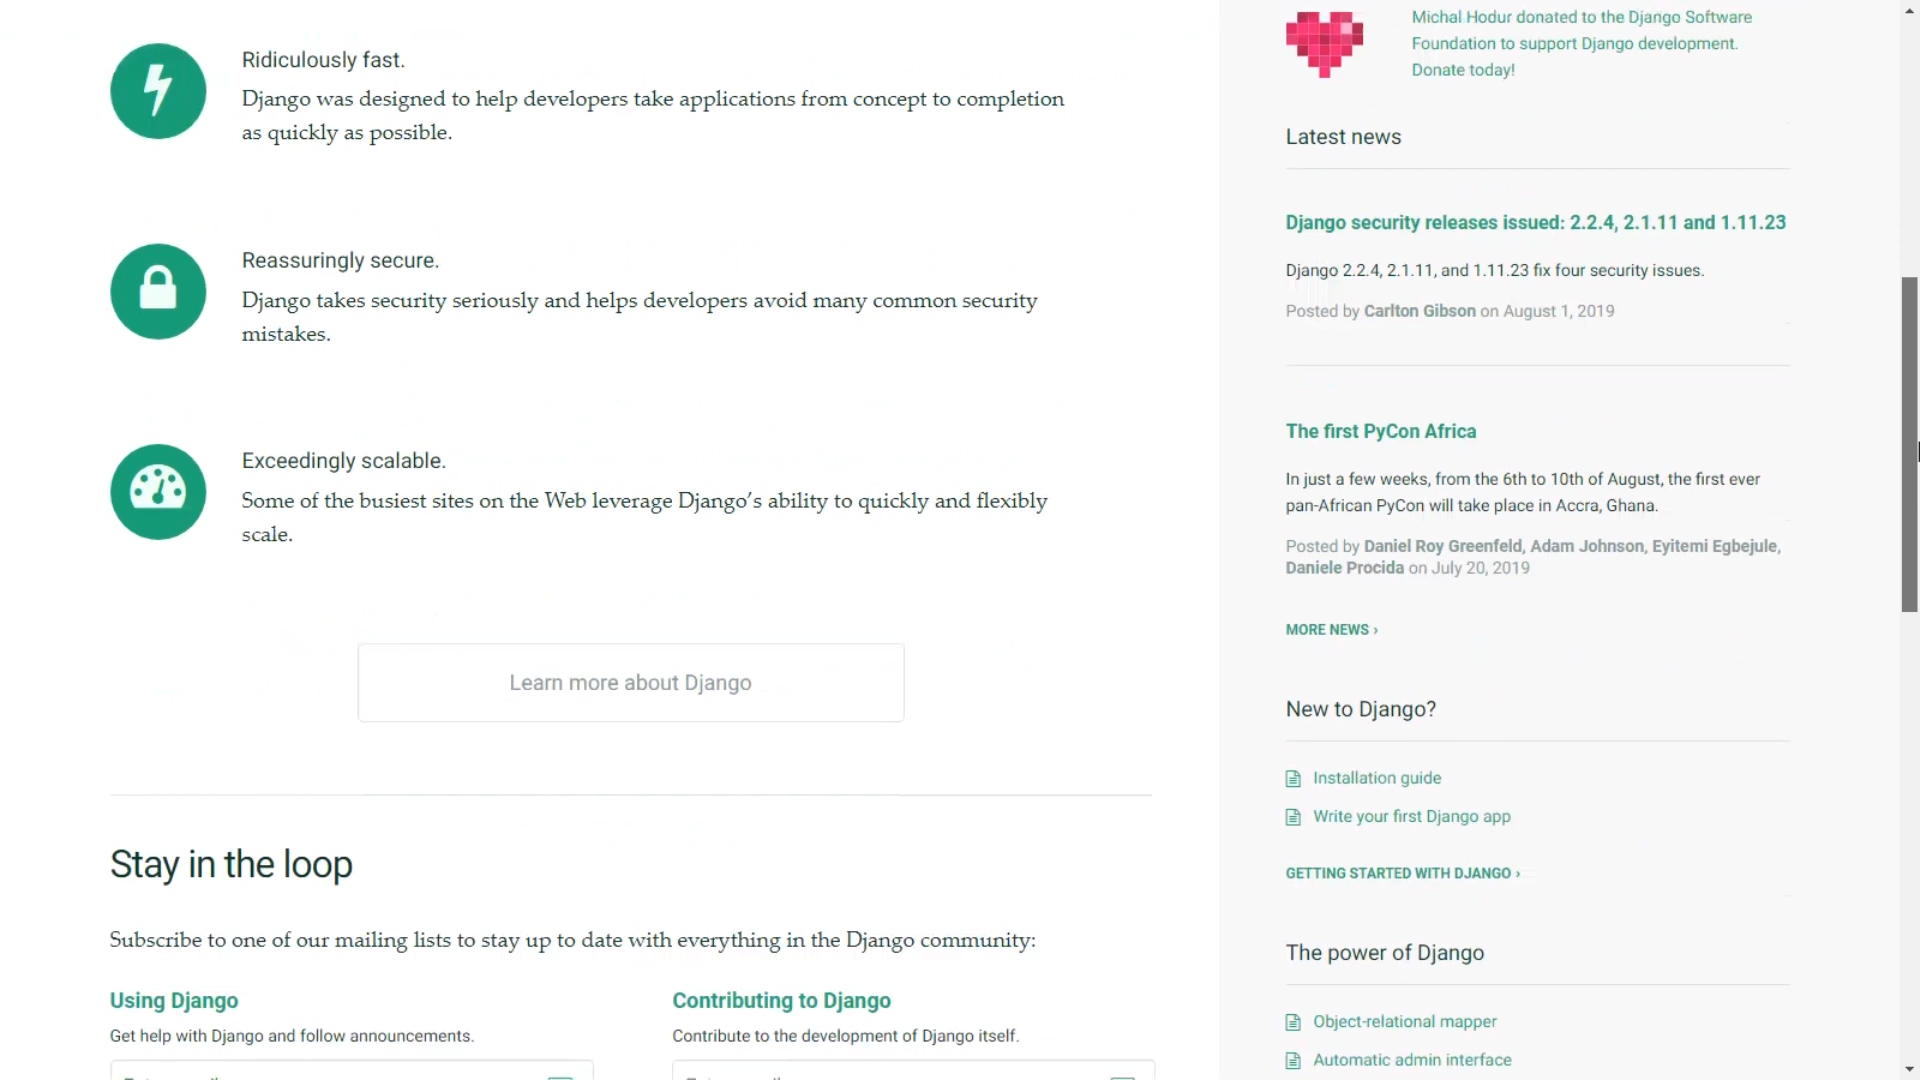 Ridiculously fast.
Django was designed to help developers take applications from concept to completion
as quickly as possible.
Reassuringly secure.
Django takes security seriously and helps developers avoid many common security
mistakes.
Exceedingly scalable.
Some of the busiest sites on the Web leverage Django’s ability to quickly and flexibly
scale.
Learn more about Django
Stay in the loop
Subscribe to one of our mailing lists to stay up to date with everything in the Django community:
Using Django
Get help with Django and follow announcements.
Contributing to Django
Contribute to the development of Django itself.
Michal Hodur donated to the Django Software
Foundation to support Django development.
Donate today!
Latest news
Django security releases issued: 2.2.4, 2.1.11 and 1.11.23
Django 2.2.4, 2.1.11, and 1.11.23 fix four security issues.
Posted by Carlton Gibson on August 1, 2019
The first PyCon Africa
In just a few weeks, from the 6th to 10th of August, the first ever
pan-African PyCon will take place in Accra, Ghana.
Posted by Daniel Roy Greenfeld, Adam Johnson, Eyitemi Egbejule,
Daniele Procida on July 20, 2019
MORE NEWS ›
New to Django?
Installation guide
Write your first Django app
GETTING STARTED WITH DJANGO ›
The power of Django
Object-relational mapper
Automatic admin interface